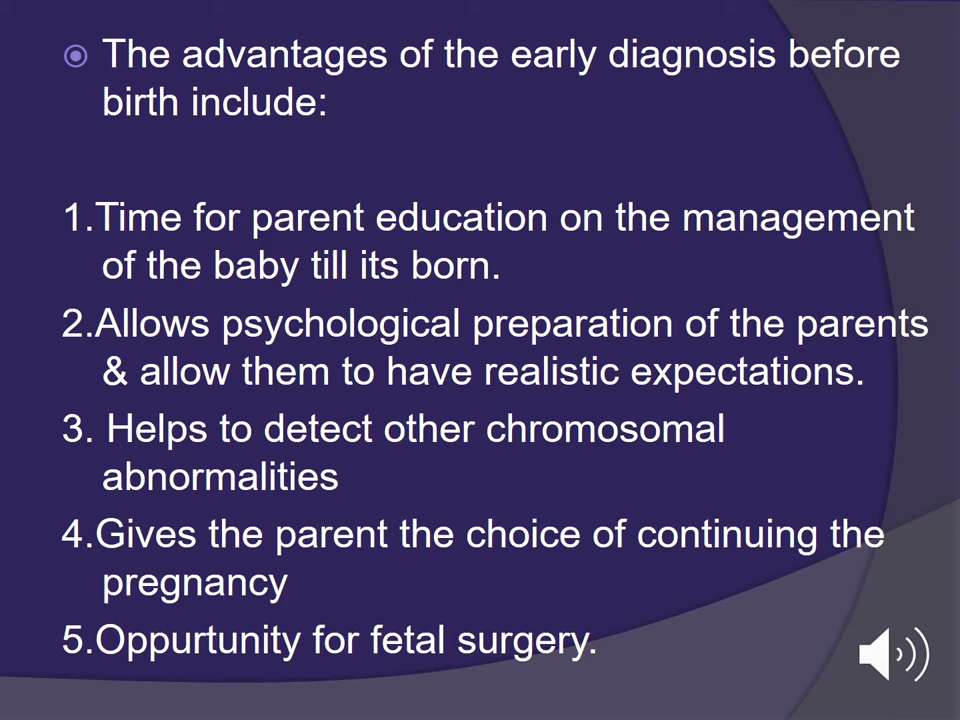 The advantages of the early diagnosis before
birth include:
1.Time for parent education on the management
of the baby till its born.
2.Allows psychological preparation of the parents
& allow them to have realistic expectations.
3. Helps to detect other chromosomal
abnormalities
4.Gives the parent the choice of continuing the
pregnancy
5.Oppurtunity for fetal surgery.